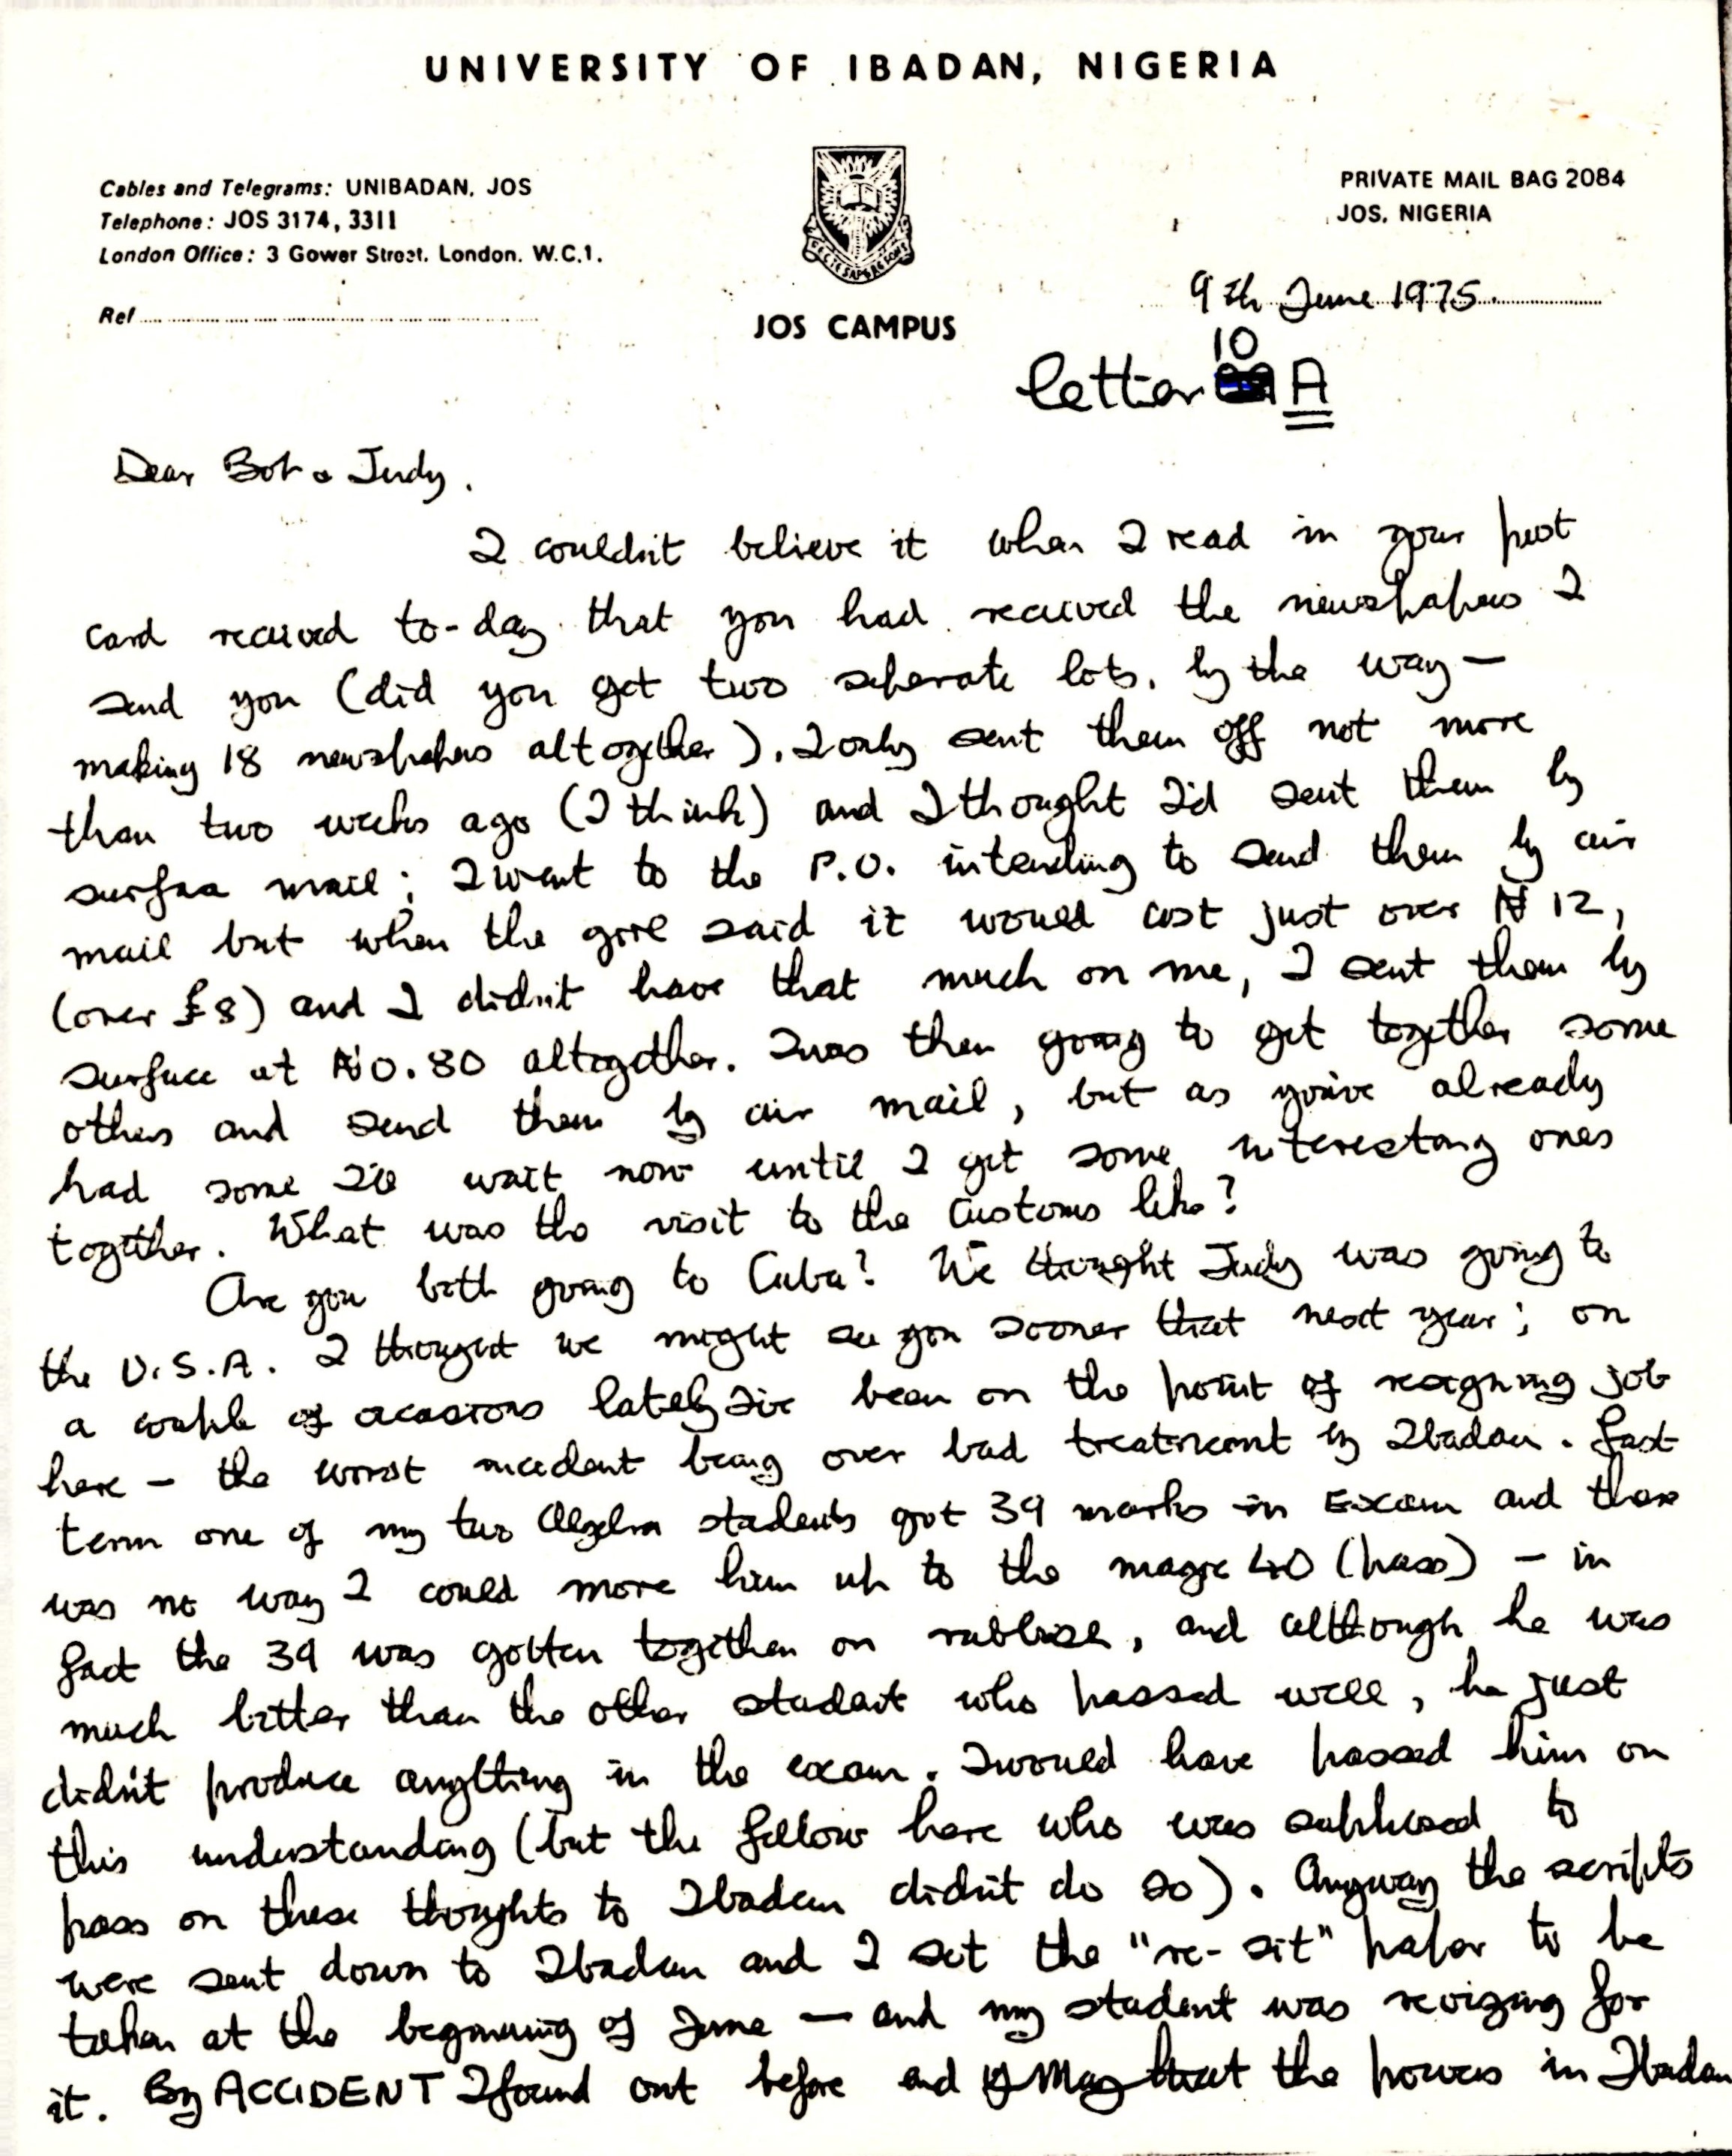 UNIVERSITY OF IBADAN, NIGERIA
Cables and Telegrams: UNIBADAN, JOS
Telephone: JOS 3174, 3311
London Office: 3 Gower Street, London. W.C.1.
Ref
PRIVATE MAIL BAG 2084
JOS, NIGERIA
9th June 1975
JOS CAMPUS
10
letter A
Dear Bob & Judy.
I couldn't believe it when I read in your post
card received to-day that you had received the newspapers I
send you (did you get two seperate lots, by the way —
making 18 newspapers altogether). I only sent them off not more
than two weeks ago (I think) and I thought I'd sent them by
surface mail; I went to the P.O. intending to send them by air
mail but when the girl said it would cost just over ₦12,
(over £8) and I didn't have that much on me, I sent them by
surface at ₦0.80 altogether. I was then going to get together some
others and send them by air mail, but as you've already
had some I'll wait now until I get some interesting ones
together. What was the visit to the Customs like?
Are you both going to Cuba? We thought Judy was going to
the U.S.A. I thought we might see you sooner that next year; on
a couple of occasions lately I've been on the point of resigning job
here – the worst incident being over bad treatment by Ibadan. Last
term one of my two Algebra students got 39 marks in Exam and there
was no way I could move him up to the magic 40 (pass) – in
fact the 39 was gotten together on rubbish, and although he was
much better than the other student who passed well, he just
didn't produce anything in the exam. I would have passed him on
this understanding (but the fellow here who was supposed to
pass on these thoughts to Ibadan didn't do so). Anyway the scripts
were sent down to Ibadan and I set the "re-sit" paper to be
taken at the beginning of June — and my student was revising for
it. By ACCIDENT I found out before end of May that the powers in Ibadan